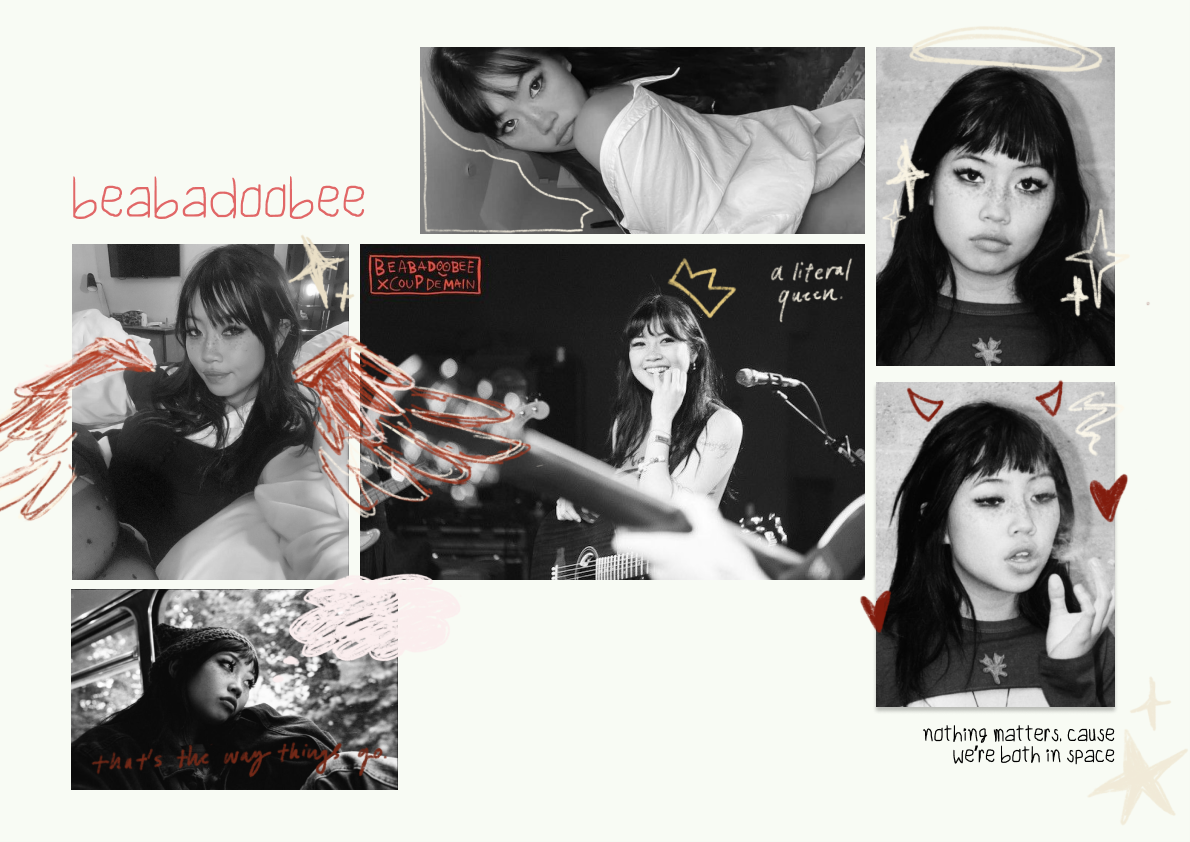 beabadoobee
BEABADOOBEE
X COUP DE MAIN
a literal
queen.
that's the way things go.
nothing matters, cause
we're both in space